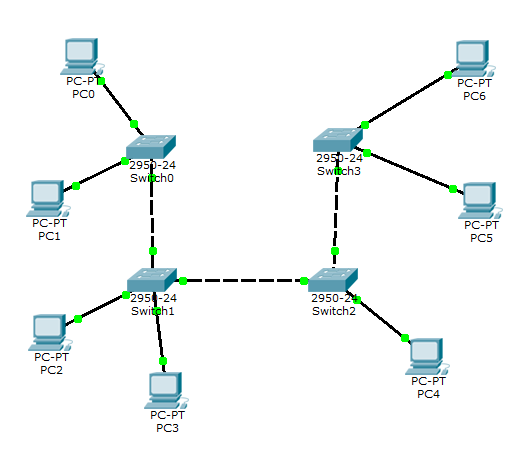 PC-PT
PC0
PC-PT
PC6
2950-24
Switch0
2950-24
Switch3
PC-PT
PC1
PC-PT
PC5
2950-24
Switch1
2950-24
Switch2
PC-PT
PC2
PC-PT
PC4
PC-PT
PC3